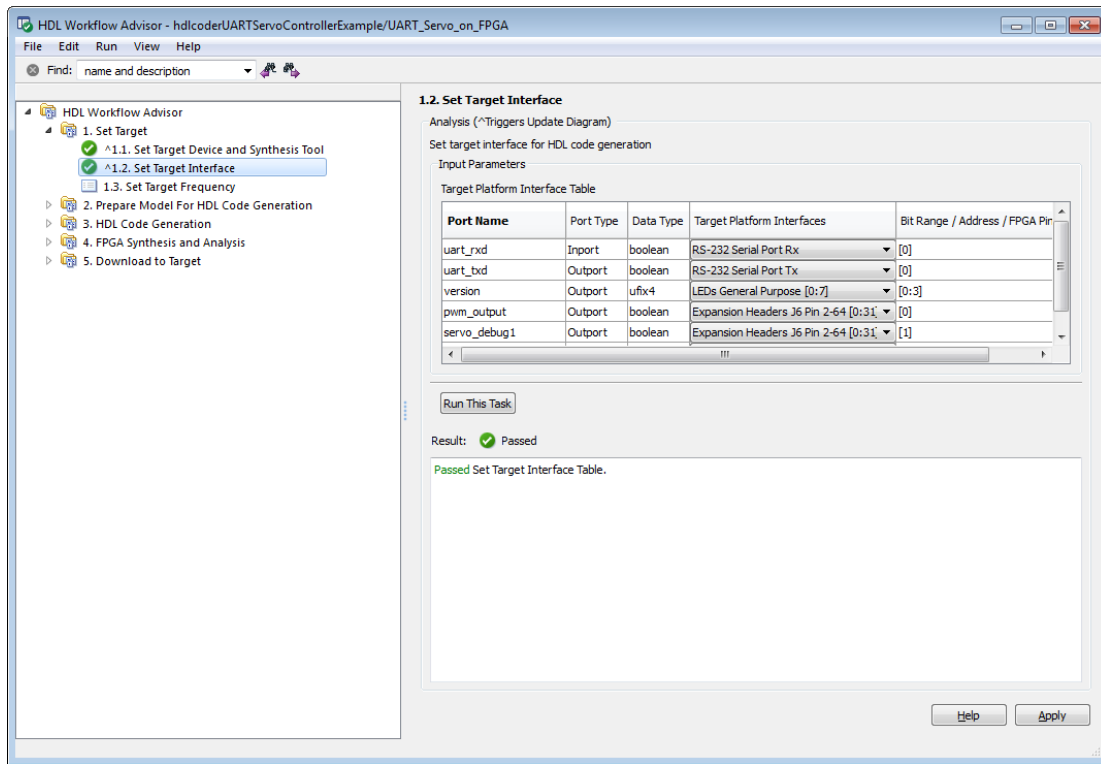 HDL Workflow Advisor - hdlcoderUARTServoControllerExample/UART_Servo_on_FPGA
File Edit Run View Help
Find: name and description
HDL Workflow Advisor
1. Set Target
^1.1. Set Target Device and Synthesis Tool
^1.2. Set Target Interface
1.3. Set Target Frequency
2. Prepare Model For HDL Code Generation
3. HDL Code Generation
4. FPGA Synthesis and Analysis
5. Download to Target
1.2. Set Target Interface
Analysis (^Triggers Update Diagram)
Set target interface for HDL code generation
Input Parameters
Target Platform Interface Table
Port Name Port Type Data Type Target Platform Interfaces Bit Range / Address / FPGA Pin
uart_rxd Inport boolean RS-232 Serial Port Rx [0]
uart_txd Outport boolean RS-232 Serial Port Tx [0]
version Outport ufix4 LEDs General Purpose [0:7] [0:3]
pwm_output Outport boolean Expansion Headers J6 Pin 2-64 [0:31] [0]
servo_debug1 Outport boolean Expansion Headers J6 Pin 2-64 [0:31] [1]
Run This Task
Result: Passed
Passed Set Target Interface Table.
Help Apply